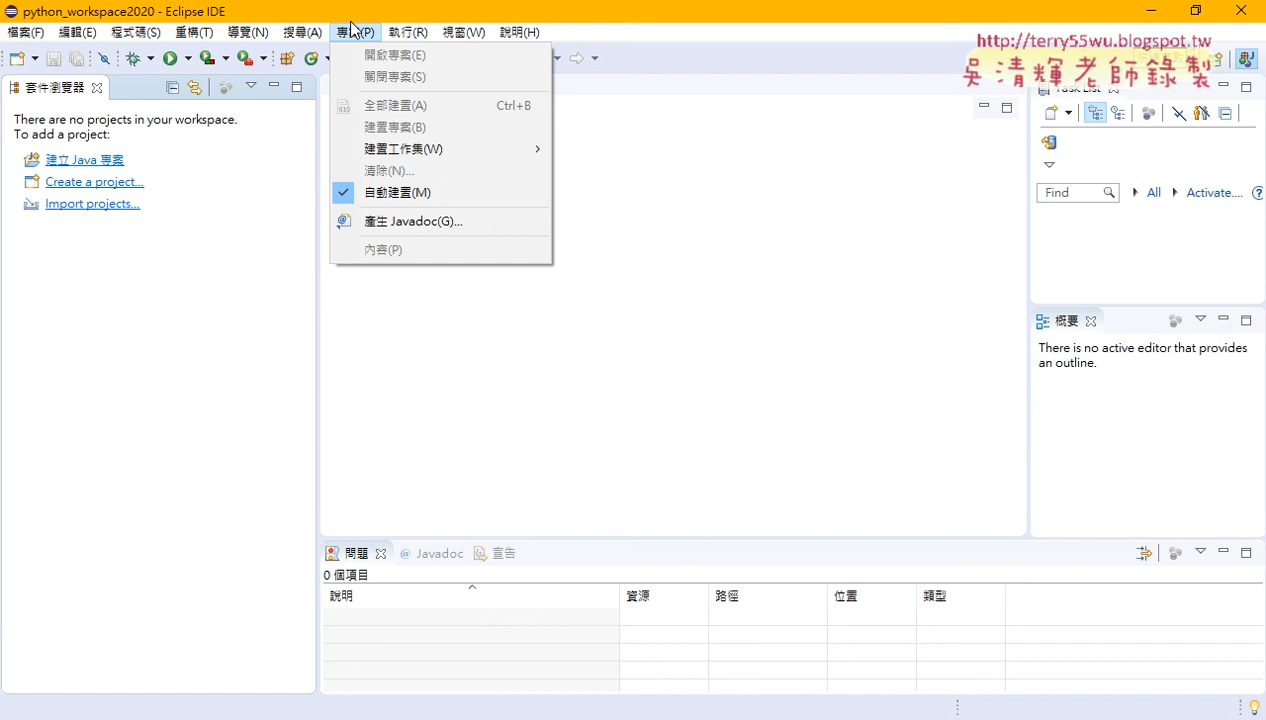 python_workspace2020 - Eclipse IDE
檔案(F) 編輯(E) 程式碼(S) 重構(T) 導覽(N) 搜尋(A) 專案(P) 執行(R) 視窗(W) 說明(H)
http://terry55wu.blogspot.tw
吳清輝老師錄製
套件瀏覽器
There are no projects in your workspace.
To add a project:
建立 Java 專案
Create a project...
Import projects...
開啟專案(E)
關閉專案(S)
全部建置(A) Ctrl+B
建置專案(B)
建置工作集(W)
清除(N)...
自動建置(M)
產生 Javadoc(G)...
內容(P)
Task List
Find All Activate...
概要
There is no active editor that provides
an outline.
問題 Javadoc 宣告
0 個項目
說明 資源 路徑 位置 類型